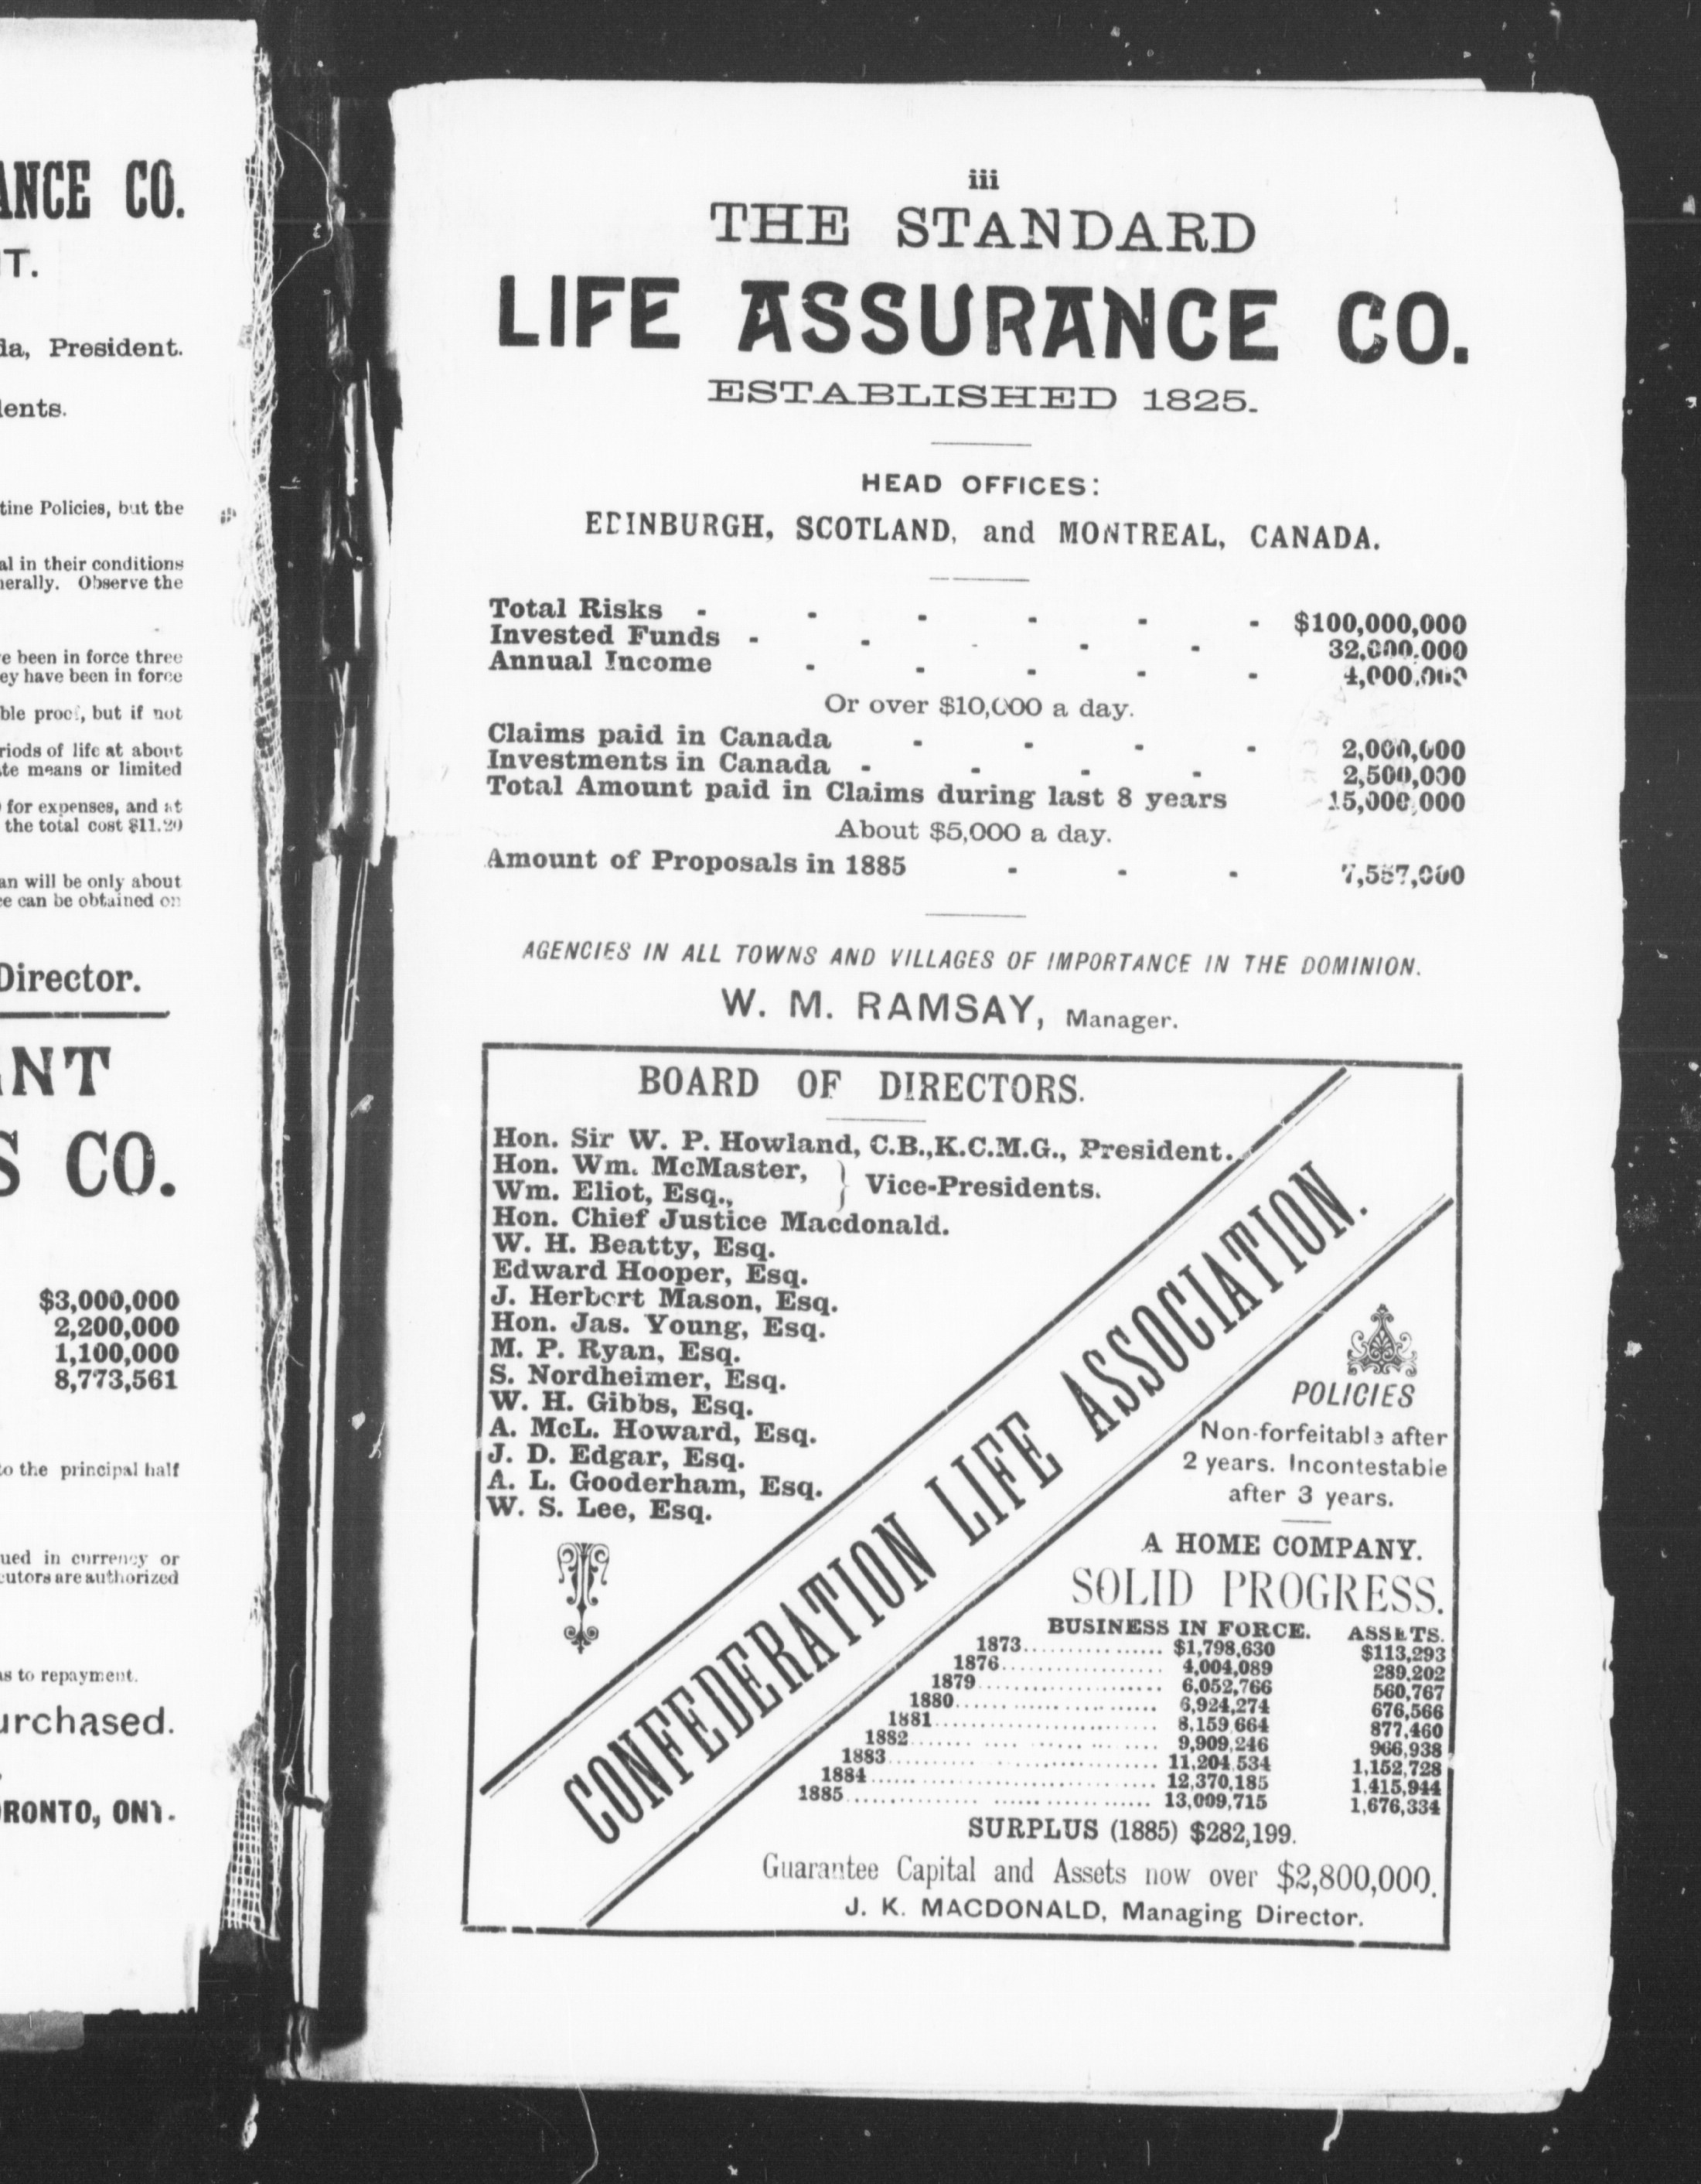 ANCE CO.
T.
da, President.
dents.
tine Policies, but the
al in their conditions
nerally. Observe the
e been in force three
ey have been in force
ble proof, but if not
riods of life at about
te means or limited
for expenses, and at
the total cost $11.20
an will be only about
ce can be obtained on
Director.
NT
S CO.
$3,000,000
2,200,000
1,100,000
8,773,561
to the principal half
ued in currency or
cutors are authorized
as to repayment.
urchased.
RONTO, ONT.
iii
THE STANDARD
LIFE ASSURANCE CO.
ESTABLISHED 1825.
HEAD OFFICES:
EDINBURGH, SCOTLAND, and MONTREAL, CANADA.
Total Risks - - - - - - $100,000,000
Invested Funds - - - - - 32,000,000
Annual Income - - - - - 4,000,000
Or over $10,000 a day.
Claims paid in Canada - - - - 2,000,000
Investments in Canada - - - - 2,500,000
Total Amount paid in Claims during last 8 years 15,000,000
About $5,000 a day.
Amount of Proposals in 1885 - - -
AGENCIES IN ALL TOWNS AND VILLAGES OF IMPORTANCE IN THE DOMINION.
W. M. RAMSAY, Manager.
BOARD OF DIRECTORS.
Hon. Sir W. P. Howland, C.B.,K.C.M.G., President.
Hon. Wm. McMaster,
Wm. Eliot, Esq., } Vice-Presidents.
Hon. Chief Justice Macdonald.
W. H. Beatty, Esq.
Edward Hooper, Esq.
J. Herbert Mason, Esq.
Hon. Jas. Young, Esq.
M. P. Ryan, Esq.
S. Nordheimer, Esq.
W. H. Gibbs, Esq.
A. McL. Howard, Esq.
J. D. Edgar, Esq.
A. L. Gooderham, Esq.
W. S. Lee, Esq.
CONFEDERATION LIFE ASSOCIATION.
POLICIES
Non-forfeitable after
2 years. Incontestable
after 3 years.
A HOME COMPANY.
SOLID PROGRESS.
BUSINESS IN FORCE. ASSETS.
1873 $1,798,630 $113,293
1876 4,004,089 289,202
1879 6,052,766 560,767
1880 6,924,274 676,566
1881 8,159,664 877,460
1882 9,909,246 966,938
1883 11,204,534 1,152,728
1884 12,370,185 1,415,944
1885 13,009,715 1,676,334
SURPLUS (1885) $282,199.
Guarantee Capital and Assets now over $2,800,000.
J. K. MACDONALD, Managing Director.